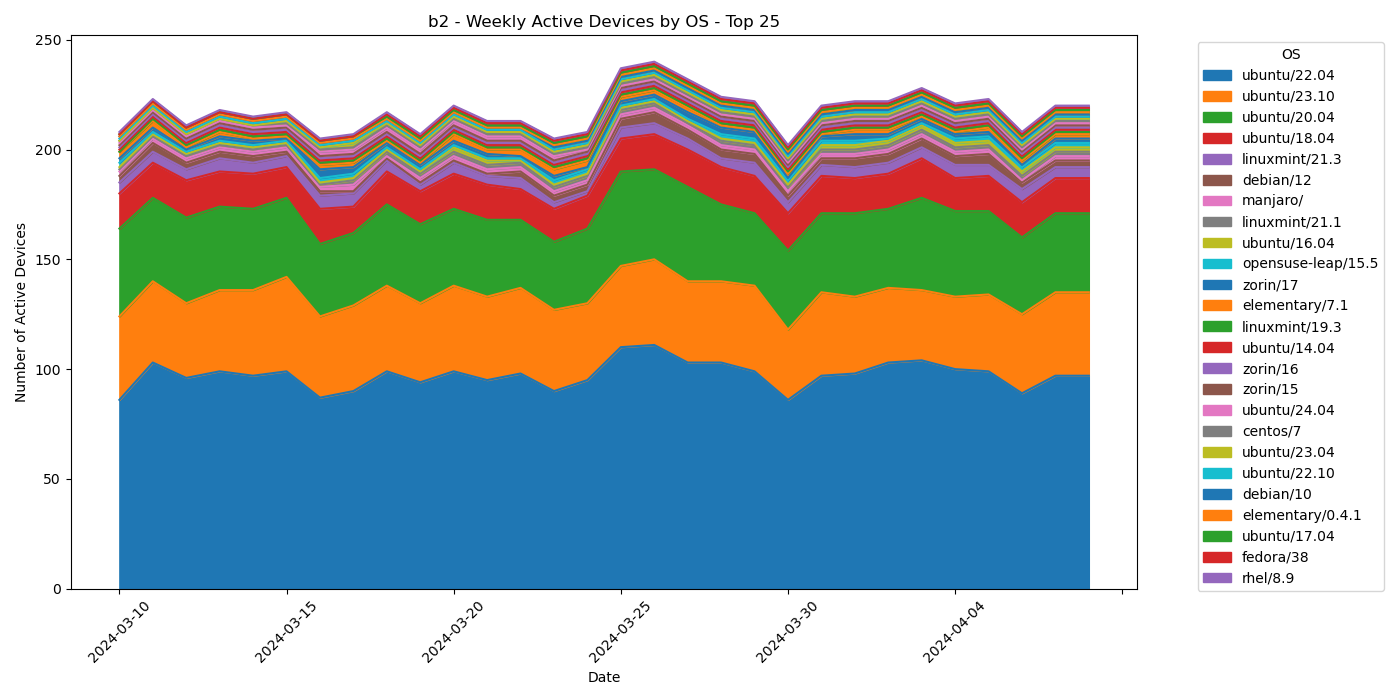 b2 - Weekly Active Devices by OS - Top 25
Number of Active Devices
250
200
150
100
50
0
2024-03-10
2024-03-15
2024-03-20
2024-03-25
2024-03-30
2024-04-04
Date
OS
ubuntu/22.04
ubuntu/23.10
ubuntu/20.04
ubuntu/18.04
linuxmint/21.3
debian/12
manjaro/
linuxmint/21.1
ubuntu/16.04
opensuse-leap/15.5
zorin/17
elementary/7.1
linuxmint/19.3
ubuntu/14.04
zorin/16
zorin/15
ubuntu/24.04
centos/7
ubuntu/23.04
ubuntu/22.10
debian/10
elementary/0.4.1
ubuntu/17.04
fedora/38
rhel/8.9